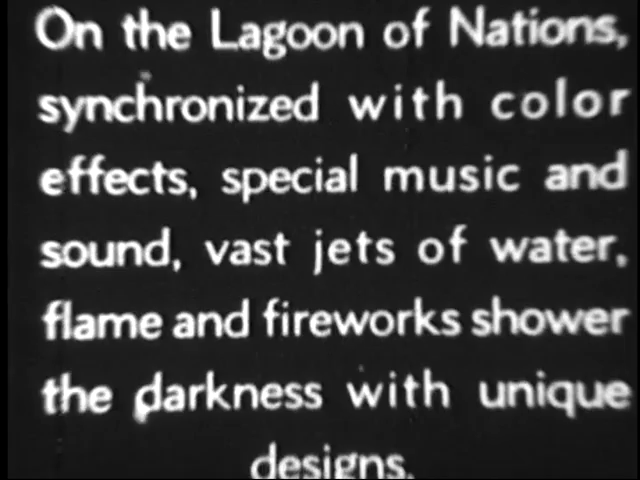 On the Lagoon of Nations,
synchronized with color
effects, special music and
sound, vast jets of water,
flame and fireworks shower
the darkness with unique
designs.